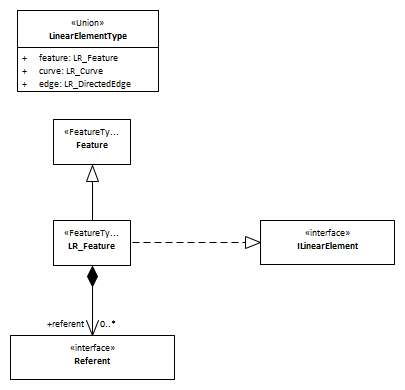 «Union»
LinearElementType
+ feature: LR_Feature
+ curve: LR_Curve
+ edge: LR_DirectedEdge
«FeatureTy...
Feature
«FeatureTy...
LR_Feature
«interface»
ILinearElement
+referent 0..*
«interface»
Referent